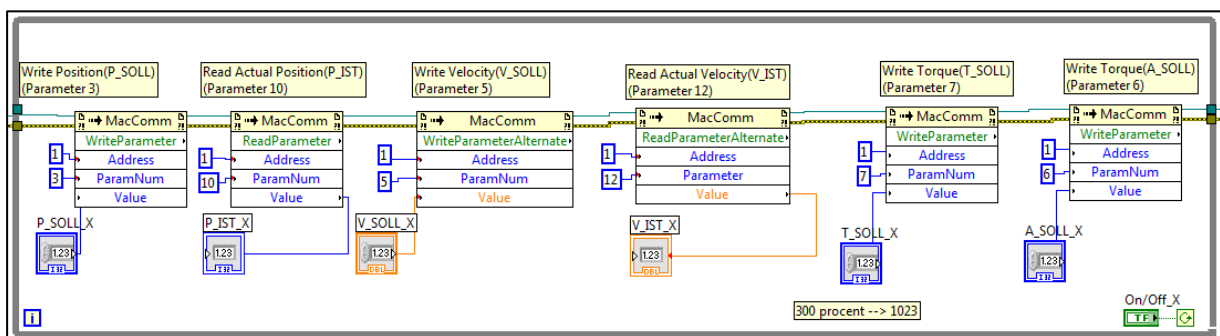 Write Position(P_SOLL)
(Parameter 3)
Read Actual Position(P_IST)
(Parameter 10)
Write Velocity(V_SOLL)
(Parameter 5)
Read Actual Velocity(V_IST)
(Parameter 12)
Write Torque(T_SOLL)
(Parameter 7)
Write Torque(A_SOLL)
(Parameter 6)
MacComm
WriteParameter
Address
ParamNum
Value
1
3
P_SOLL_X
1.23
I32
MacComm
ReadParameter
Address
ParamNum
Value
1
10
P_IST_X
1.23
I32
MacComm
WriteParameterAlternate
Address
ParamNum
Value
1
5
V_SOLL_X
1.23
DBL
MacComm
ReadParameterAlternate
Address
Parameter
Value
1
12
V_IST_X
1.23
DBL
MacComm
WriteParameter
Address
ParamNum
Value
1
7
T_SOLL_X
1.23
I32
MacComm
WriteParameter
Address
ParamNum
Value
1
6
A_SOLL_X
1.23
I32
300 procent --> 1023
On/Off_X
TF
i